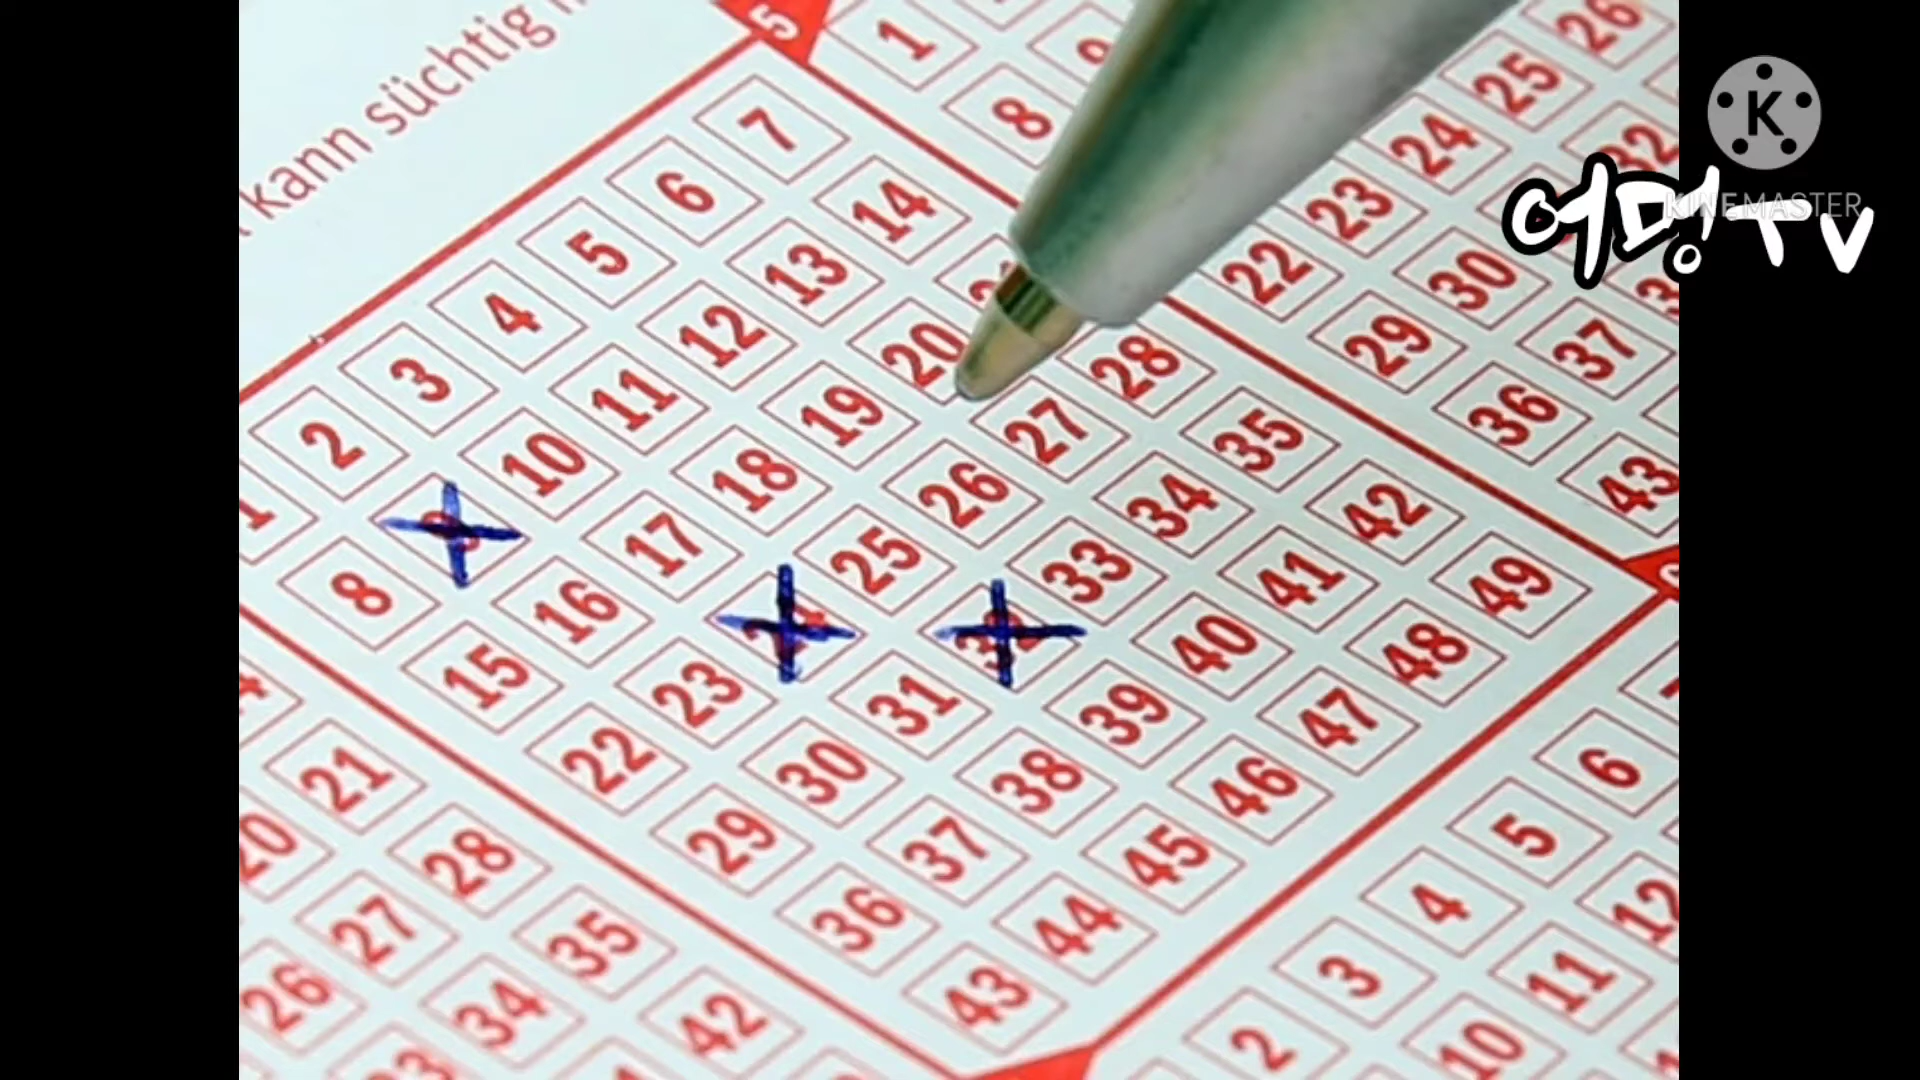 kann süchtig
5
1
8
22 23 24 25 26
29 30 32
36 37
43
1 2 3 4 5 6 7
8 10 11 12 13 14
15 16 17 18 19 20
22 23 25 26 27 28
29 30 31 33 34 35
36 37 38 39 40 41 42
43 44 45 46 47 48 49
20 21
26 27 28
34 35
42
2 3 4 5 6
10 11 12
K
KINEMASTER
어밍TV